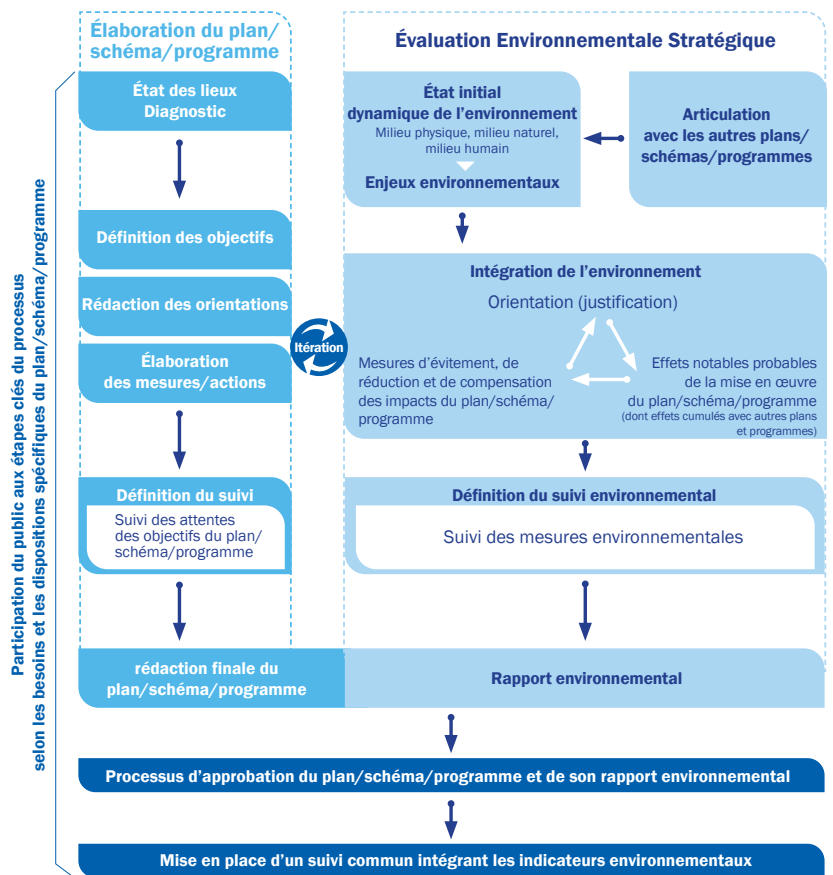 Participation du public aux étapes clés du processus
selon les besoins et les dispositions spécifiques du plan/schéma/programme
Élaboration du plan/
schéma/programme
État des lieux
Diagnostic
Définition des objectifs
Rédaction des orientations
Élaboration
des mesures/actions
Définition du suivi
Suivi des attentes
des objectifs du plan/
schéma/programme
rédaction finale du
plan/schéma/programme
Itération
Évaluation Environnementale Stratégique
État initial
dynamique de l'environnement
Milieu physique, milieu naturel,
milieu humain
Enjeux environnementaux
Articulation
avec les autres plans/
schémas/programmes
Intégration de l'environnement
Orientation (justification)
Mesures d'évitement, de
réduction et de compensation
des impacts du plan/schéma/
programme
Effets notables probables
de la mise en œuvre
du plan/schéma/programme
(dont effets cumulés avec autres plans
et programmes)
Définition du suivi environnemental
Suivi des mesures environnementales
Rapport environnemental
Processus d'approbation du plan/schéma/programme et de son rapport environnemental
Mise en place d'un suivi commun intégrant les indicateurs environnementaux